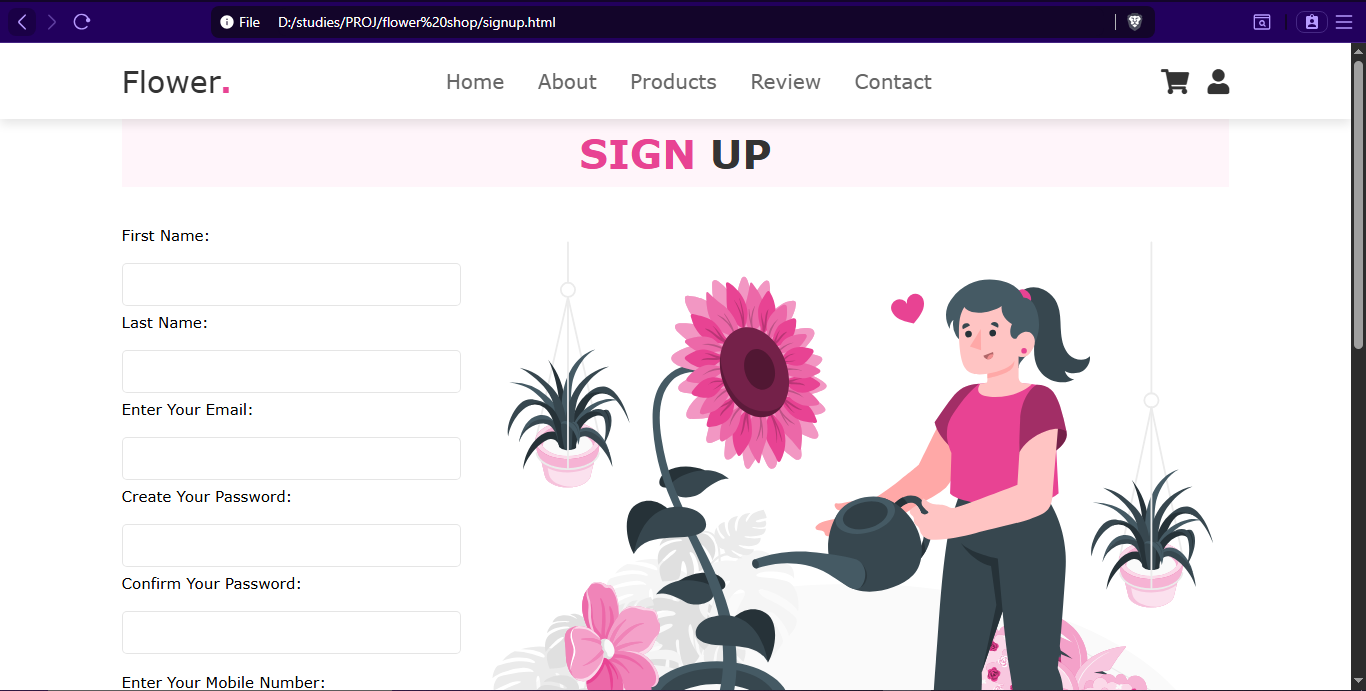 File D:/studies/PROJ/flower%20shop/signup.html
Flower. Home About Products Review Contact
SIGN UP
First Name:
Last Name:
Enter Your Email:
Create Your Password:
Confirm Your Password:
Enter Your Mobile Number: